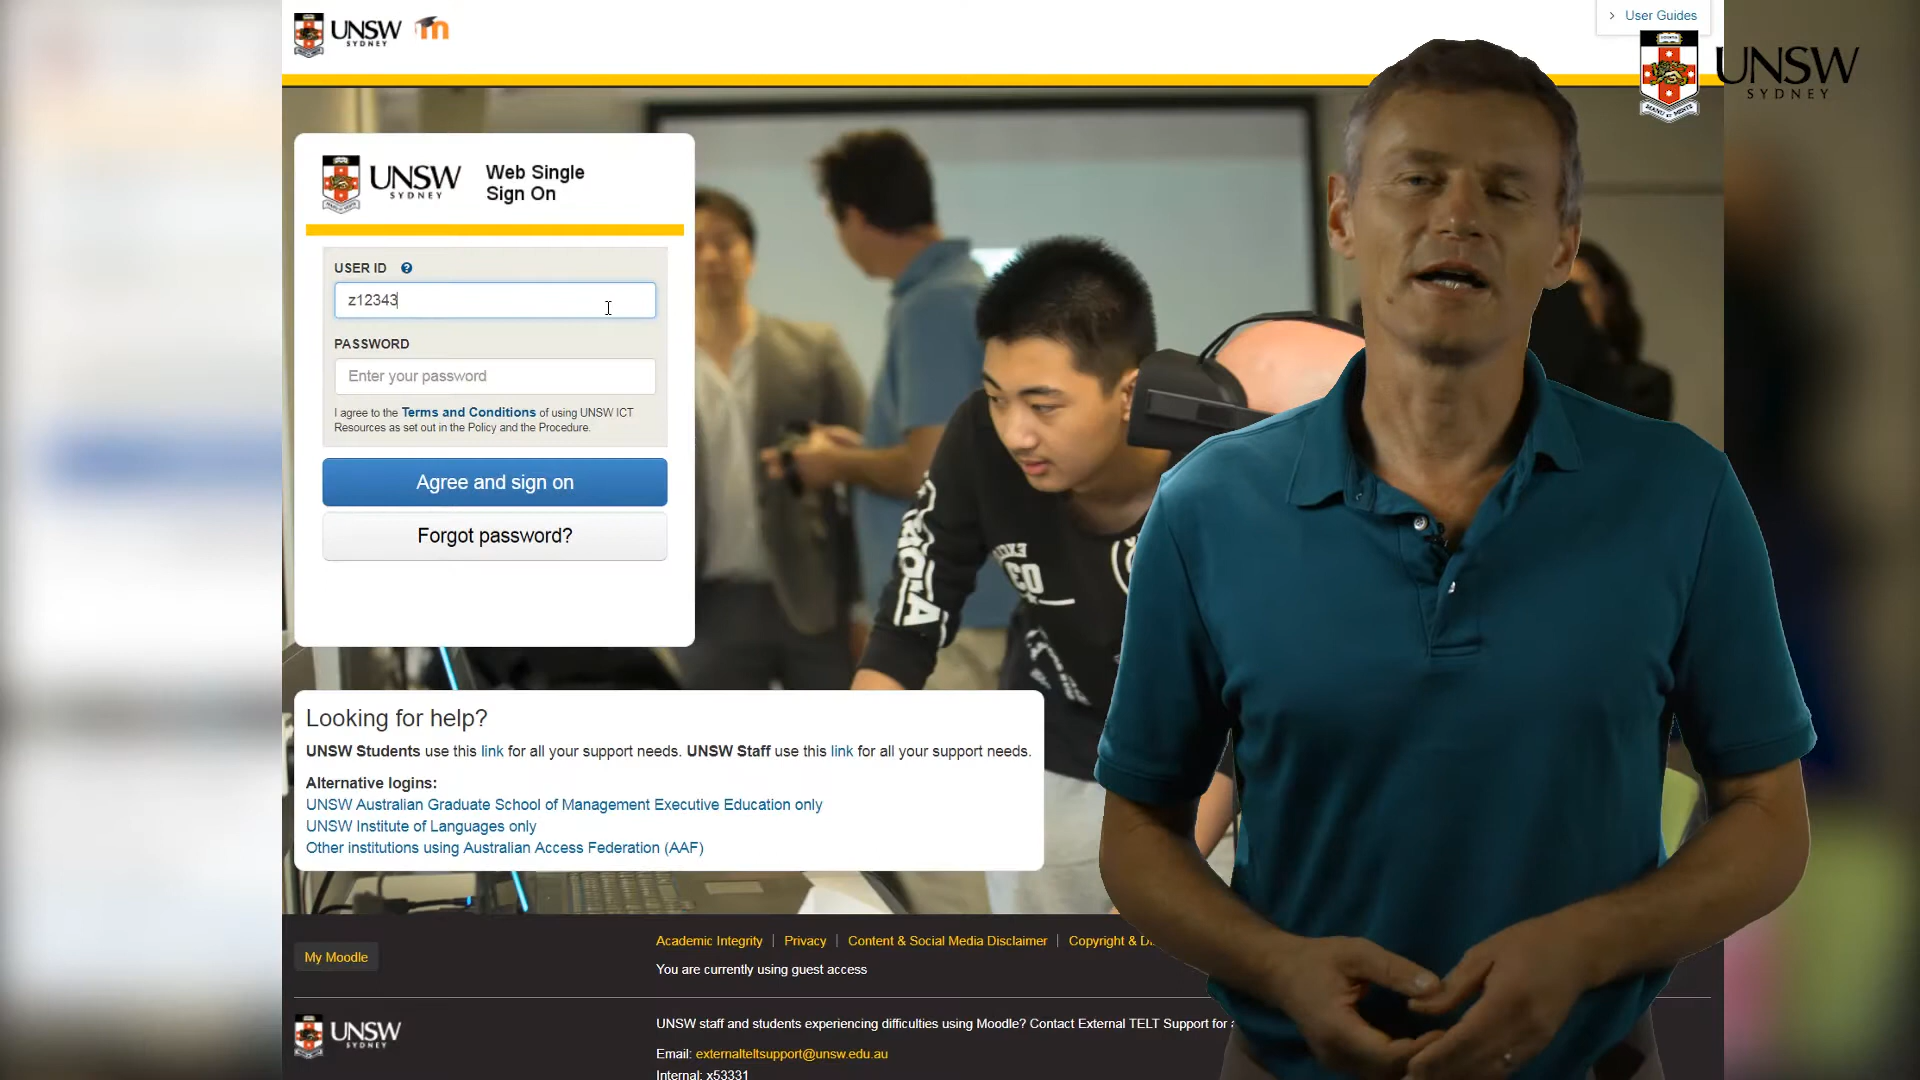 UNSW
SYDNEY
User Guides
UNSW
SYDNEY
MANU ET MENTE
UNSW
SYDNEY
Web Single
Sign On
USER ID
z12343
PASSWORD
Enter your password
I agree to the Terms and Conditions of using UNSW ICT
Resources as set out in the Policy and the Procedure.
Agree and sign on
Forgot password?
Looking for help?
UNSW Students use this link for all your support needs. UNSW Staff use this link for all your support needs.
Alternative logins:
UNSW Australian Graduate School of Management Executive Education only
UNSW Institute of Languages only
Other institutions using Australian Access Federation (AAF)
My Moodle
Academic Integrity | Privacy | Content & Social Media Disclaimer | Copyright &
You are currently using guest access
UNSW
SYDNEY
UNSW staff and students experiencing difficulties using Moodle? Contact External TELT Support for
Email: externalteltsupport@unsw.edu.au
Internal: x53331